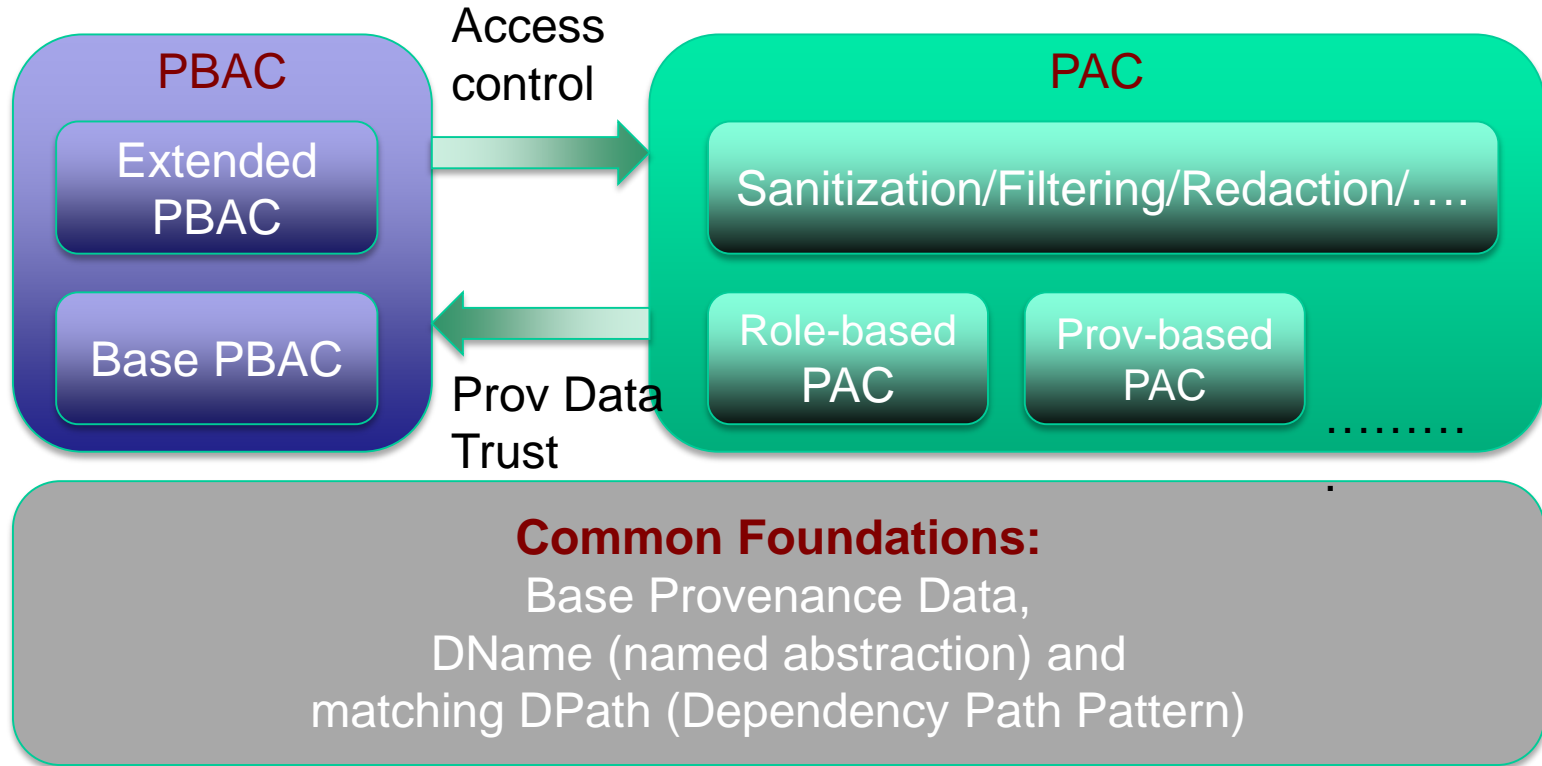 PBAC
Extended
PBAC
Base PBAC
Access
control
Prov Data
Trust
PAC
Sanitization/Filtering/Redaction/….
Role-based
PAC
Prov-based
PAC
………
.
Common Foundations:
Base Provenance Data,
DName (named abstraction) and
matching DPath (Dependency Path Pattern)